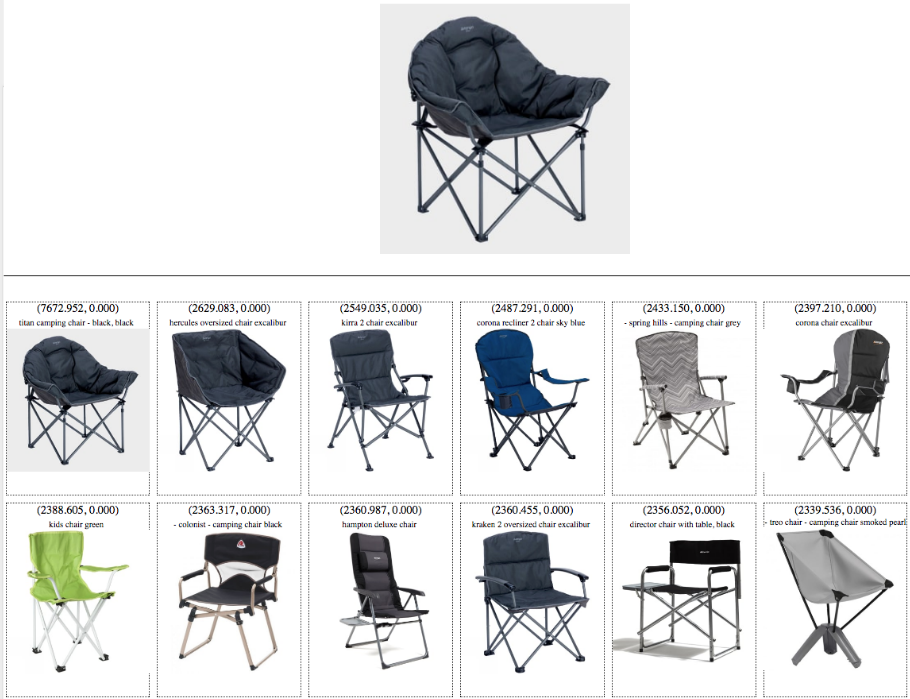 (7672.952, 0.000)
titan camping chair - black, black
(2629.083, 0.000)
hercules oversized chair excalibur
(2549.035, 0.000)
kirra 2 chair excalibur
(2487.291, 0.000)
corona recliner 2 chair sky blue
(2433.150, 0.000)
- spring hills - camping chair grey
(2397.210, 0.000)
corona chair excalibur
(2388.605, 0.000)
kids chair green
(2363.317, 0.000)
- colonist - camping chair black
(2360.987, 0.000)
hampton deluxe chair
(2360.455, 0.000)
kraken 2 oversized chair excalibur
(2356.052, 0.000)
director chair with table, black
(2339.536, 0.000)
- treo chair - camping chair smoked pearl